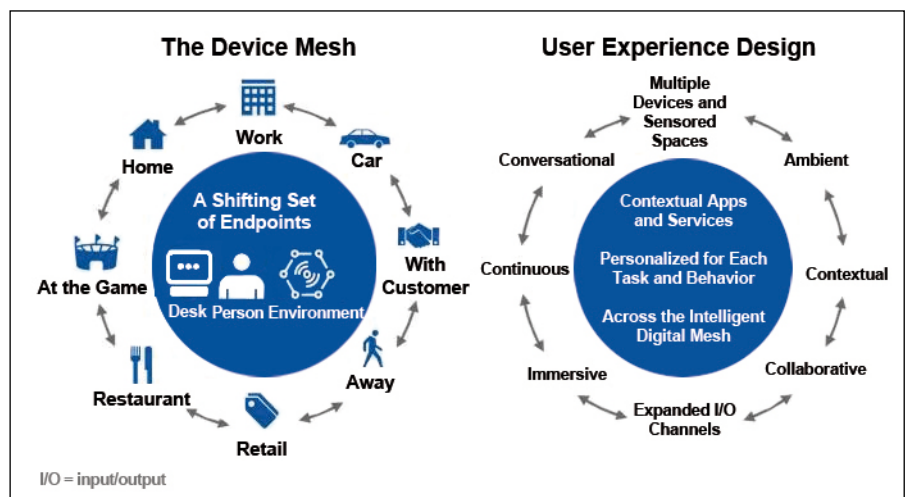 The Device Mesh
Work
Home
Car
A Shifting Set
of Endpoints
At the Game
With
Customer
Desk Person Environment
Restaurant
Away
Retail
I/O = input/output
User Experience Design
Multiple
Devices and
Sensored
Spaces
Conversational
Ambient
Contextual Apps
and Services
Continuous
Personalized for Each
Task and Behavior
Contextual
Across the Intelligent
Digital Mesh
Immersive
Collaborative
Expanded I/O
Channels